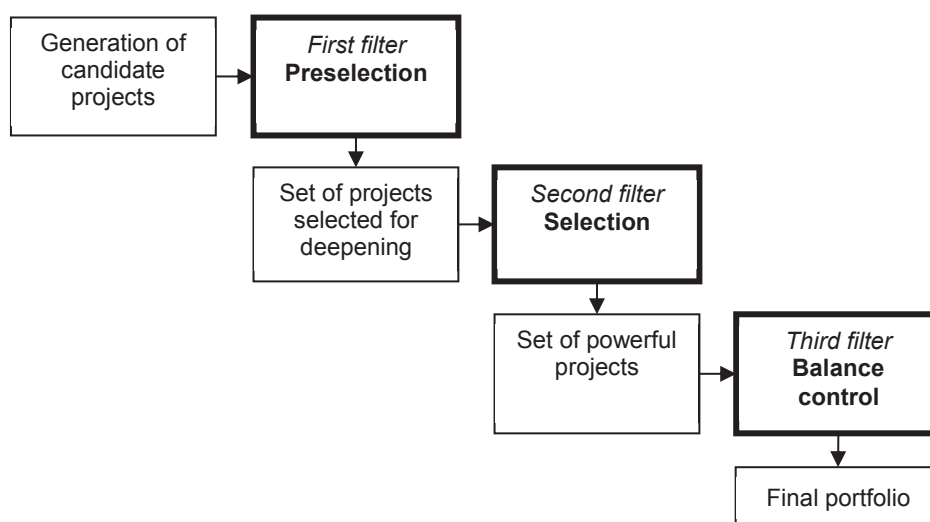 Generation of
candidate
projects
First filter
Preselection
Set of projects
selected for
deepening
Second filter
Selection
Set of powerful
projects
Third filter
Balance
control
Final portfolio